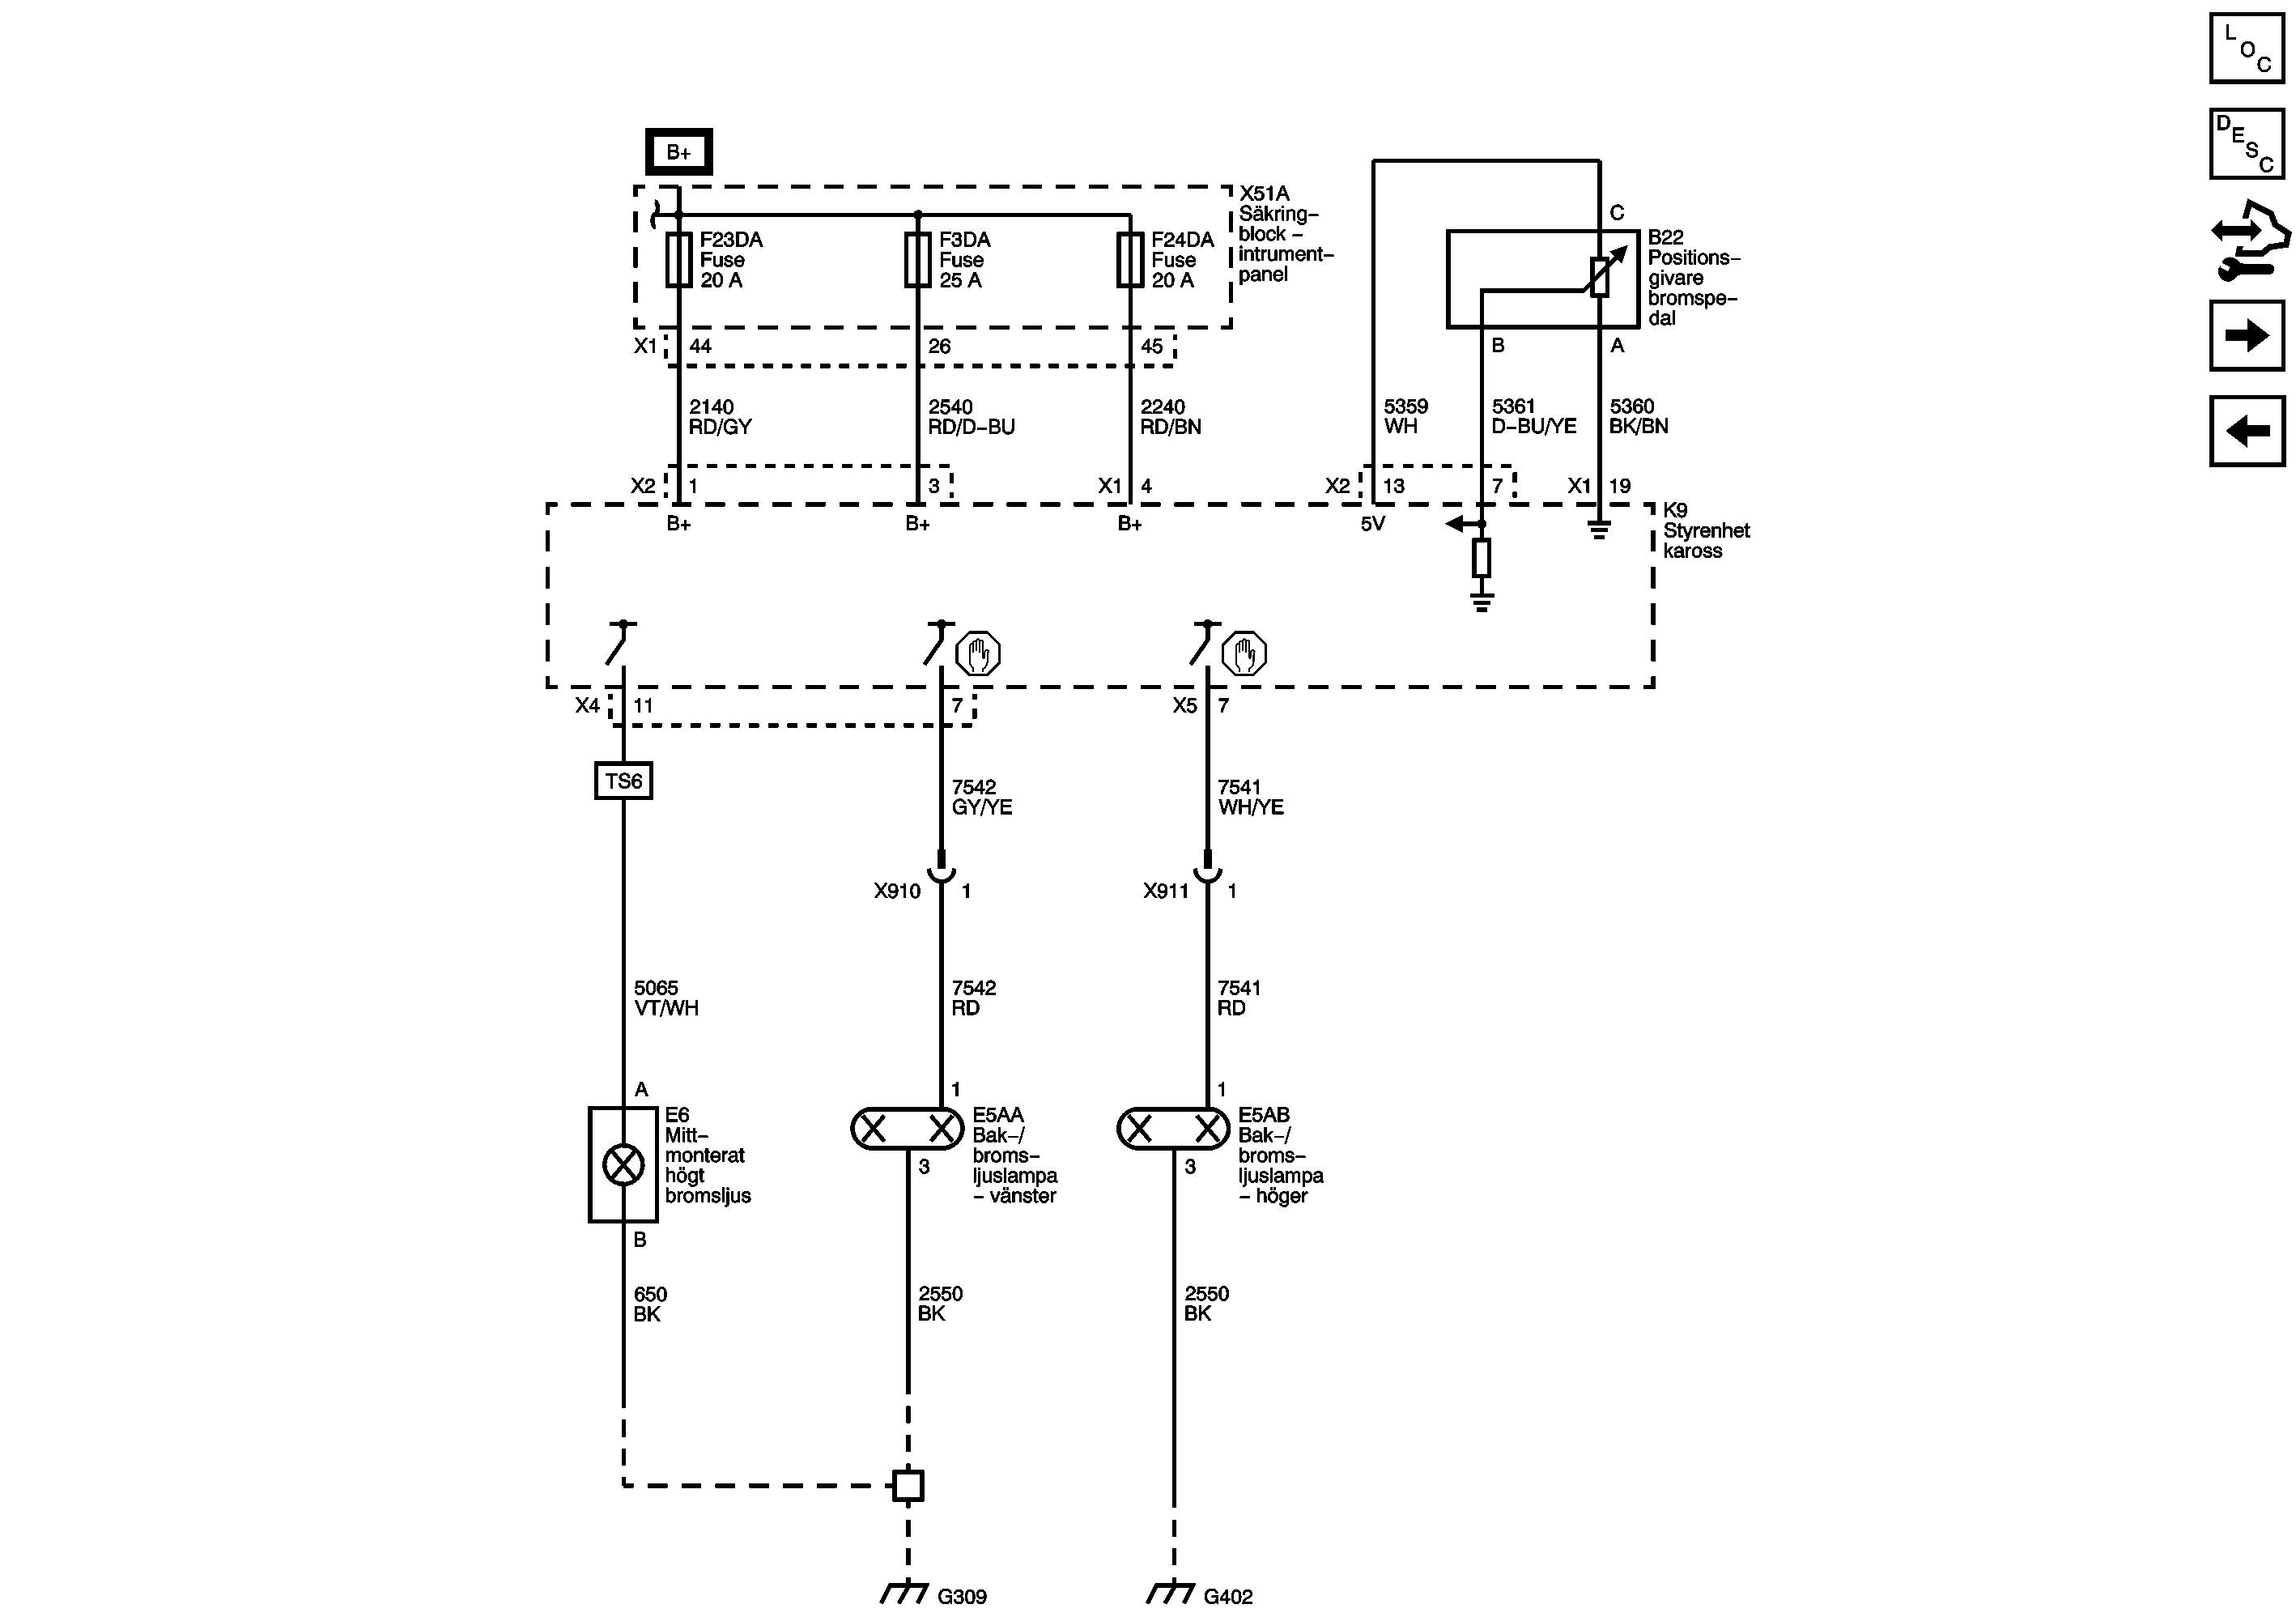 L
O
C
D
E
S
C
B+
X51A
Säkring–
block –
intrument–
panel
F23DA
Fuse
20 A
F3DA
Fuse
25 A
F24DA
Fuse
20 A
C
B22
Positions–
givare
bromspe–
dal
X1 44 26 45
B A
2140
RD/GY
2540
RD/D–BU
2240
RD/BN
5359
WH
5361
D–BU/YE
5360
BK/BN
X2 1 3 X1 4 X2 13 7 X1 19
B+ B+ B+ 5V
K9
Styrenhet
kaross
X4 11 7 X5 7
TS6
7542
GY/YE
7541
WH/YE
X910 1 X911 1
5065
VT/WH
7542
RD
7541
RD
A 1 1
E6
Mitt–
monterat
högt
bromsljus
E5AA
Bak–/
broms–
ljuslampa
– vänster
E5AB
Bak–/
broms–
ljuslampa
– höger
3 3
B
650
BK
2550
BK
2550
BK
G309 G402